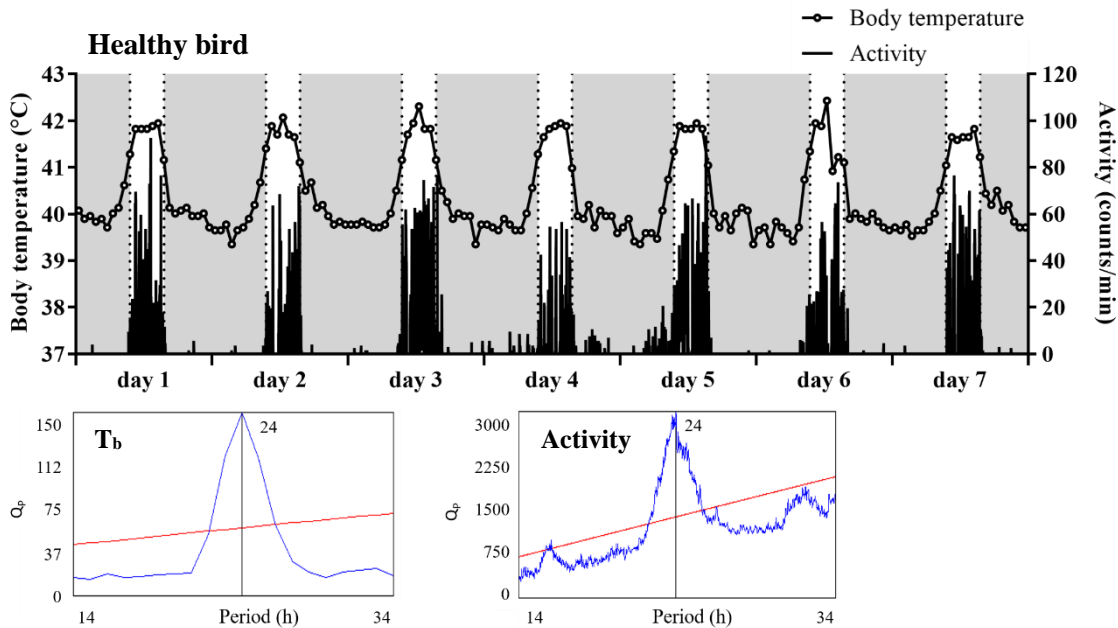 Body temperature
Activity
Healthy bird
Body temperature (°C)
43
42
41
40
39
38
37
120
100
80
60
40
20
0
Activity (counts/min)
day 1 day 2 day 3 day 4 day 5 day 6 day 7
Tb
24
Qp
150
112
75
37
0
14 Period (h) 34
Activity
24
Qp
3000
2250
1500
750
0
14 Period (h) 34